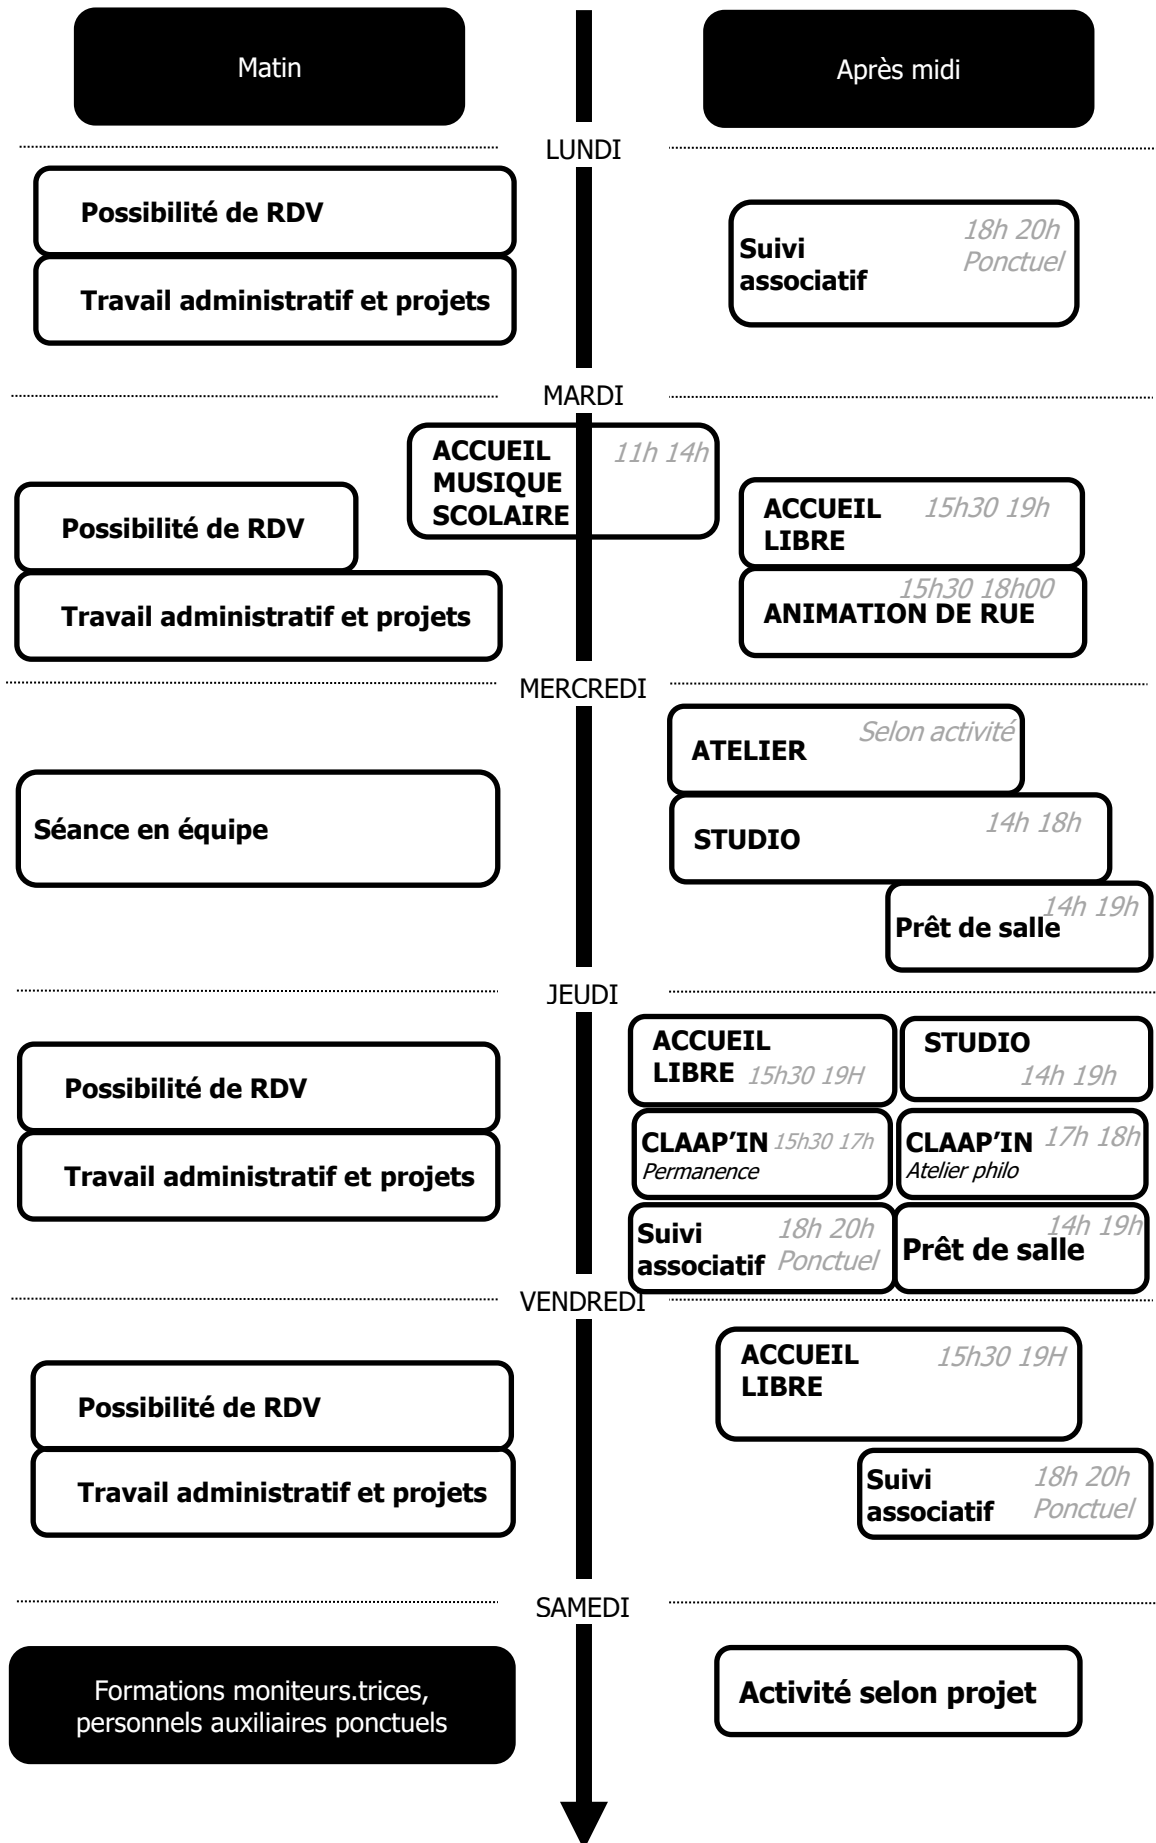 Matin
Après midi
LUNDI
Possibilité de RDV
Travail administratif et projets
Suivi
associatif
18h 20h
Ponctuel
MARDI
ACCUEIL
MUSIQUE
SCOLAIRE
11h 14h
Possibilité de RDV
Travail administratif et projets
ACCUEIL
LIBRE
15h30 19h
15h30 18h00
ANIMATION DE RUE
MERCREDI
Séance en équipe
ATELIER
Selon activité
STUDIO
14h 18h
Prêt de salle
14h 19h
JEUDI
Possibilité de RDV
Travail administratif et projets
ACCUEIL
LIBRE 15h30 19H
STUDIO
14h 19h
CLAAP’IN 15h30 17h
Permanence
CLAAP’IN 17h 18h
Atelier philo
Suivi
associatif
18h 20h
Ponctuel
Prêt de salle
14h 19h
VENDREDI
Possibilité de RDV
Travail administratif et projets
ACCUEIL
LIBRE
15h30 19H
Suivi
associatif
18h 20h
Ponctuel
SAMEDI
Formations moniteurs.trices,
personnels auxiliaires ponctuels
Activité selon projet